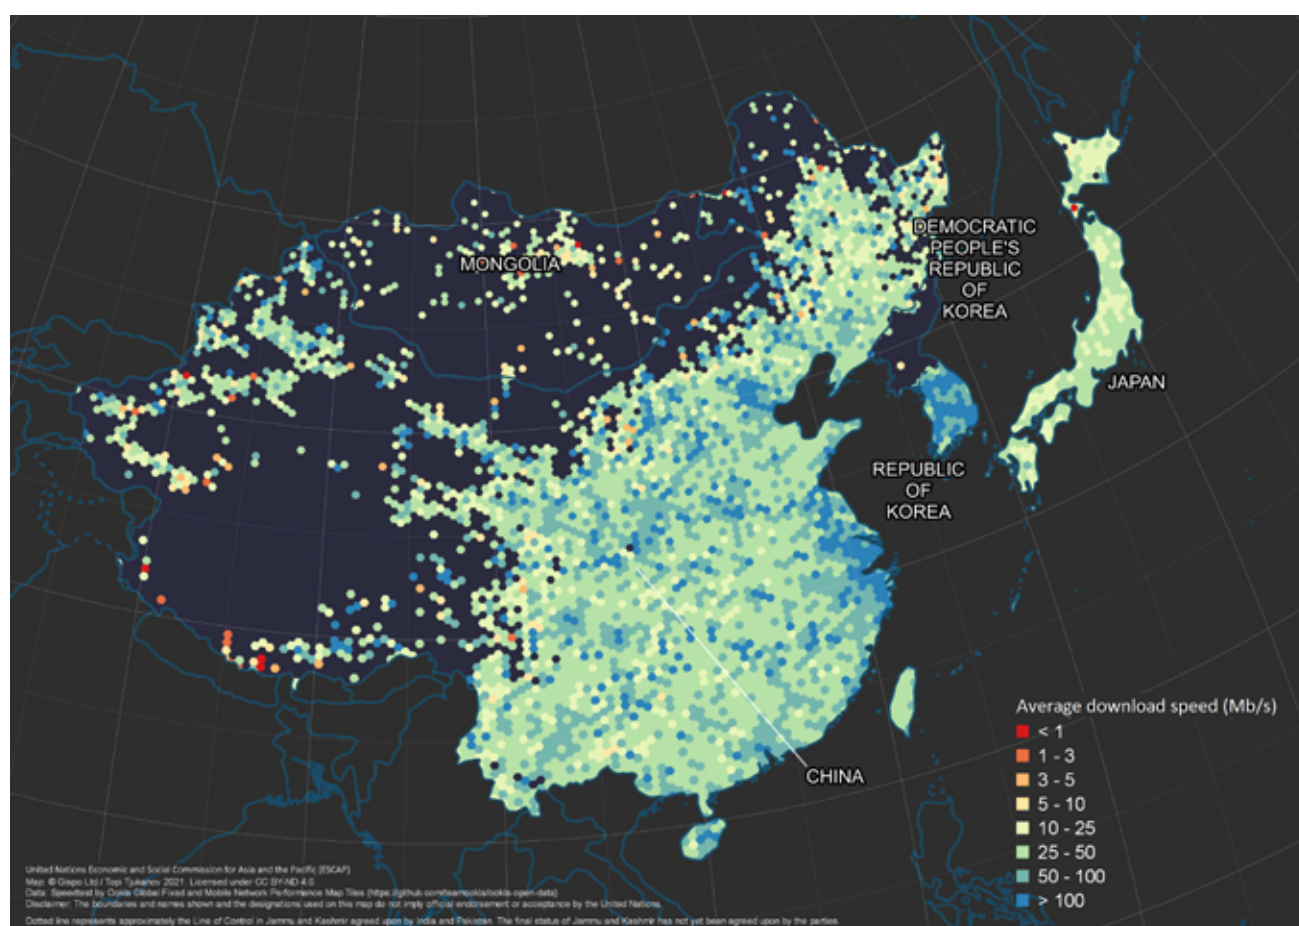 MONGOLIA
DEMOCRATIC
PEOPLE'S
REPUBLIC
OF
KOREA
JAPAN
REPUBLIC
OF
KOREA
CHINA
Average download speed (Mb/s)
< 1
1 - 3
3 - 5
5 - 10
10 - 25
25 - 50
50 - 100
> 100
United Nations Economic and Social Commission for Asia and the Pacific (ESCAP)
Map: © Gispo Ltd./ Topi Tjukanov 2021. Licensed under CC BY-ND 4.0.
Data: Speedtest by Ookla Global Fixed and Mobile Network Performance Map Tiles (https://github.com/teamookla/ookla-open-data)
Disclaimer: The boundaries and names shown and the designations used on this map do not imply official endorsement or acceptance by the United Nations.
Dotted line represents approximately the Line of Control in Jammu and Kashmir agreed upon by India and Pakistan. The final status of Jammu and Kashmir has not yet been agreed upon by the parties.